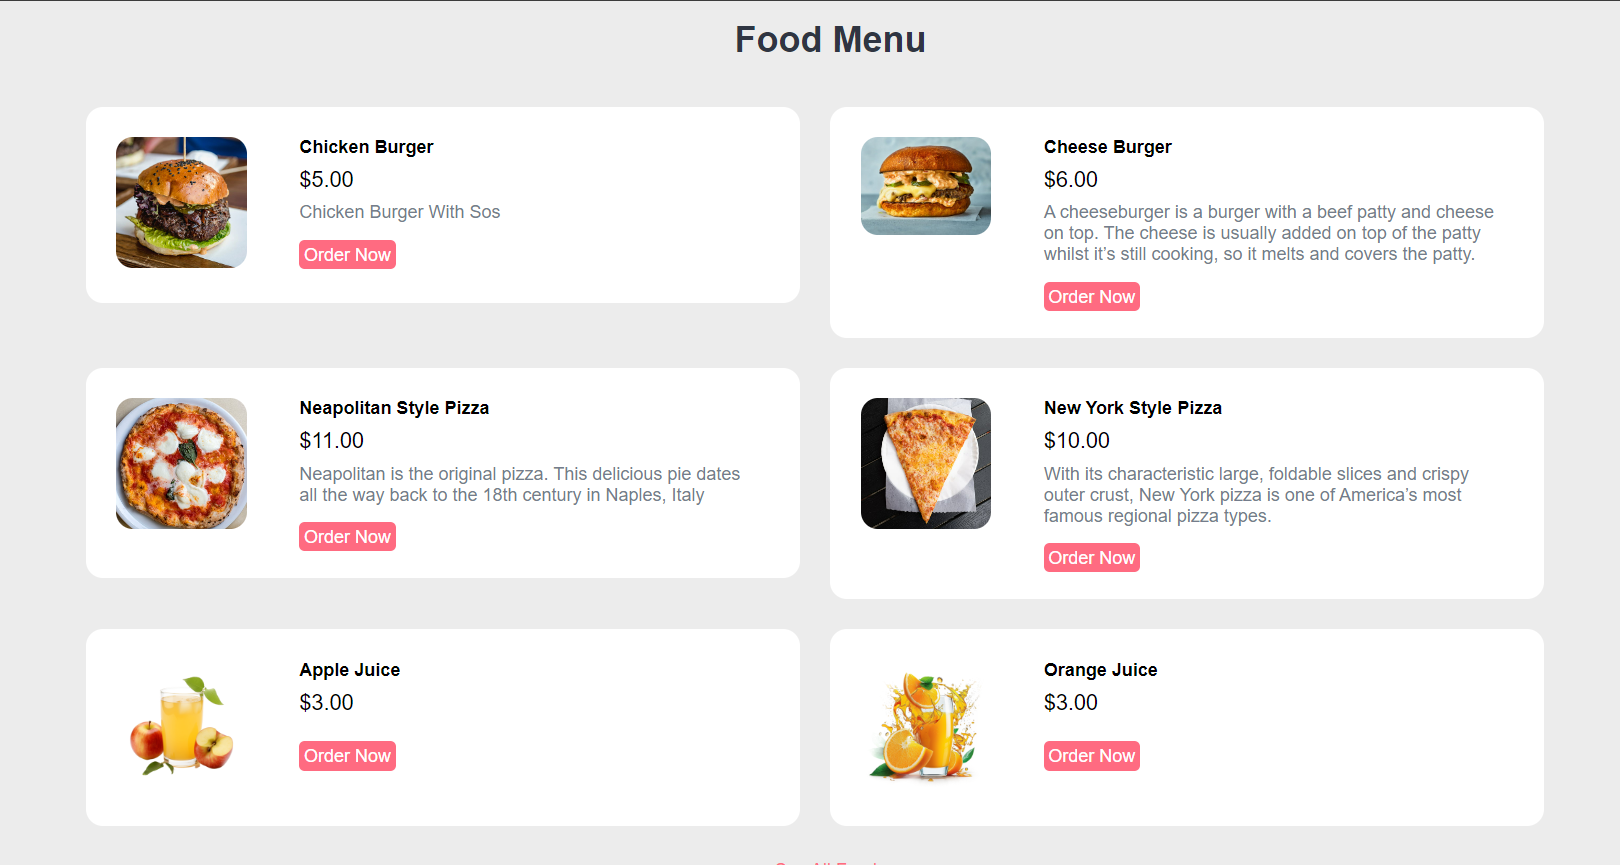 Food Menu
Chicken Burger
$5.00
Chicken Burger With Sos
Order Now
Cheese Burger
$6.00
A cheeseburger is a burger with a beef patty and cheese
on top. The cheese is usually added on top of the patty
whilst it’s still cooking, so it melts and covers the patty.
Order Now
Neapolitan Style Pizza
$11.00
Neapolitan is the original pizza. This delicious pie dates
all the way back to the 18th century in Naples, Italy
Order Now
New York Style Pizza
$10.00
With its characteristic large, foldable slices and crispy
outer crust, New York pizza is one of America’s most
famous regional pizza types.
Order Now
Apple Juice
$3.00
Order Now
Orange Juice
$3.00
Order Now